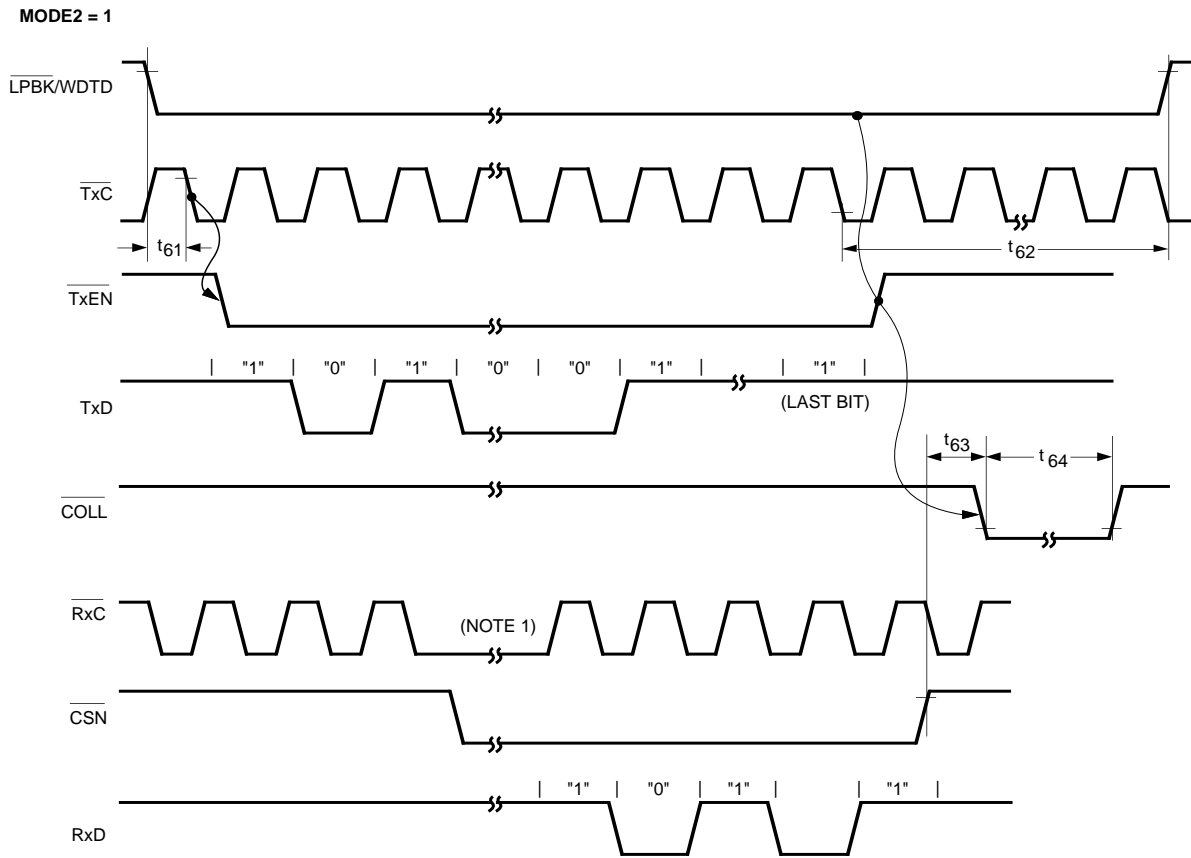 MODE2 = 1
LPBK/WDTD
TxC
t61
t62
TxEN
| "1" | "0" | "1" | "0" | "0" | "1" | | "1" |
TxD
(LAST BIT)
t63
t64
COLL
RxC
(NOTE 1)
CSN
| "1" | "0" | "1" | | "1" |
RxD